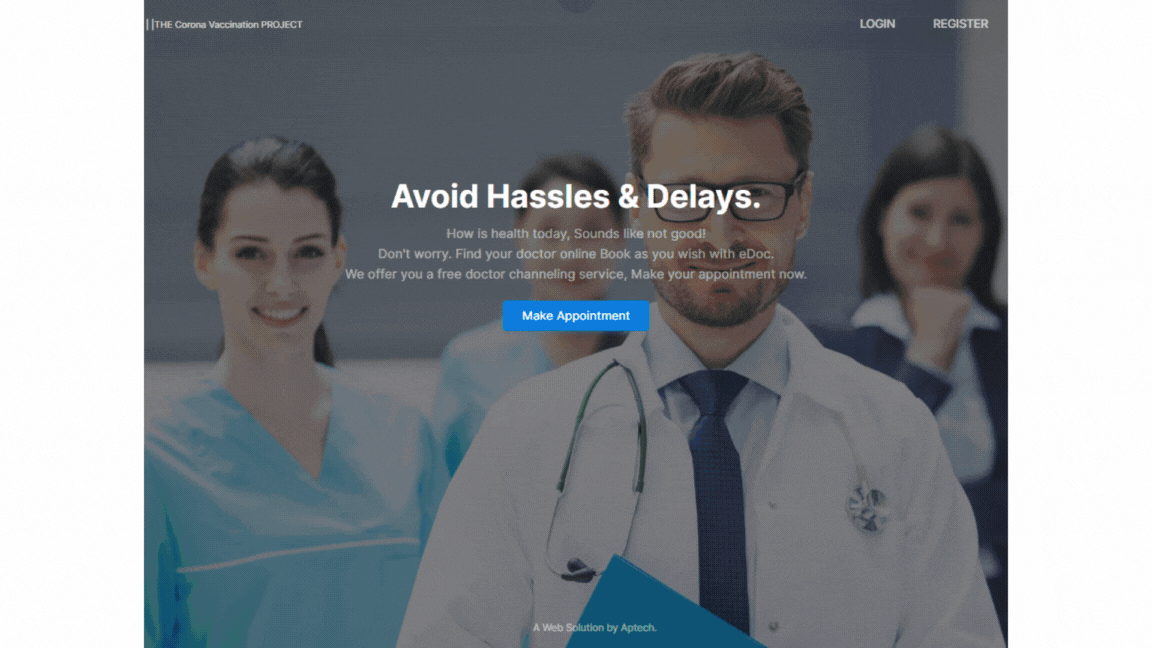 ||THE Corona Vaccination PROJECT
LOGIN
REGISTER
Avoid Hassles & Delays.
How is health today, Sounds like not good!
Don't worry. Find your doctor online Book as you wish with eDoc.
We offer you a free doctor channeling service, Make your appointment now.
Make Appointment
A Web Solution by Aptech.